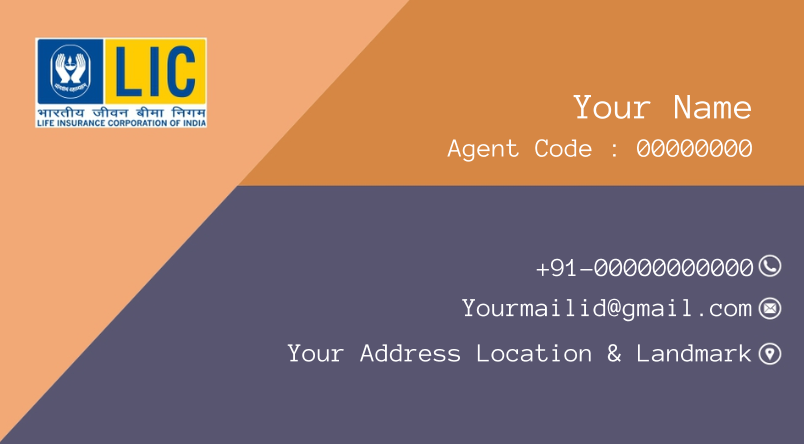 LIC
भारतीय जीवन बीमा निगम
LIFE INSURANCE CORPORATION OF INDIA
Your Name
Agent Code : 00000000
+91-00000000000
Yourmailid@gmail.com
Your Address Location & Landmark